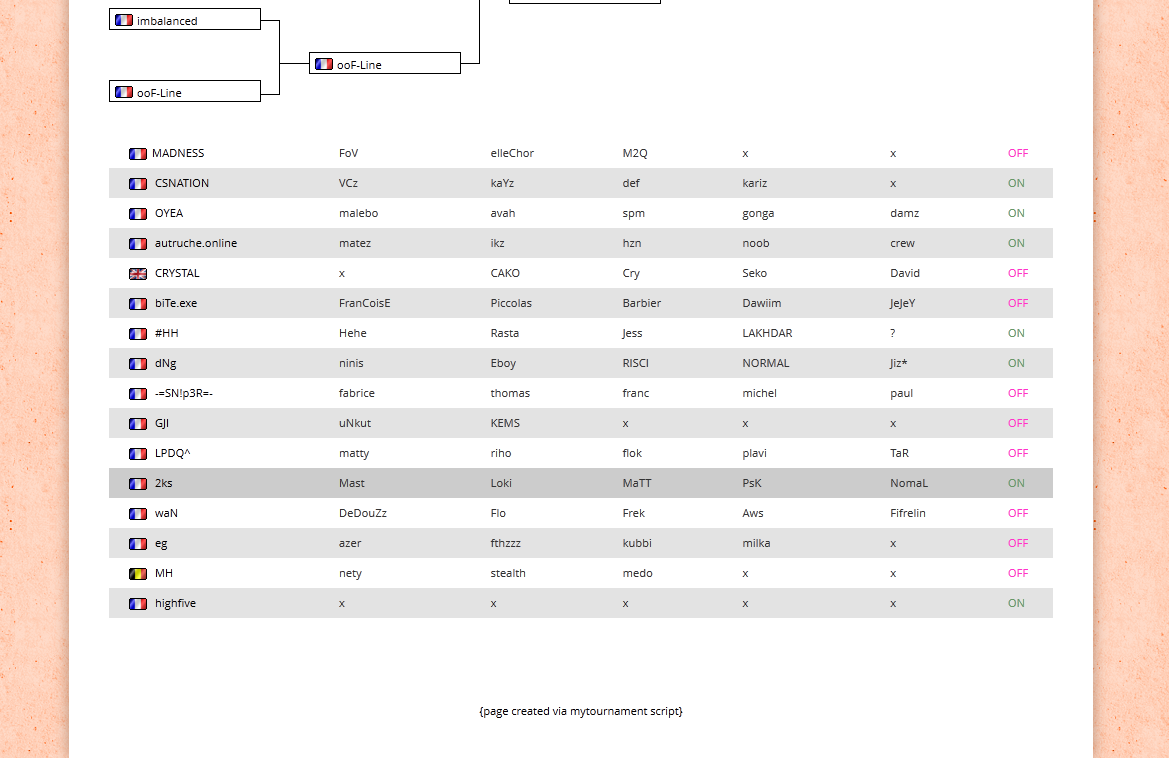 imbalanced
ooF-Line
ooF-Line
MADNESS FoV elleChor M2Q x x OFF
CSNATION VCz kaYz def kariz x ON
OYEA malebo avah spm gonga damz ON
autruche.online matez ikz hzn noob crew ON
CRYSTAL x CAKO Cry Seko David OFF
biTe.exe FranCoisE Piccolas Barbier Dawiim JeJeY OFF
#HH Hehe Rasta Jess LAKHDAR ? ON
dNg ninis Eboy RISCI NORMAL Jiz* ON
-=SN!p3R=- fabrice thomas franc michel paul OFF
GJI uNkut KEMS x x x OFF
LPDQ^ matty riho flok plavi TaR OFF
2ks Mast Loki MaTT PsK NomaL ON
waN DeDouZz Flo Frek Aws Fifrelin OFF
eg azer fthzzz kubbi milka x OFF
MH nety stealth medo x x OFF
highfive x x x x x ON
{page created via mytournament script}